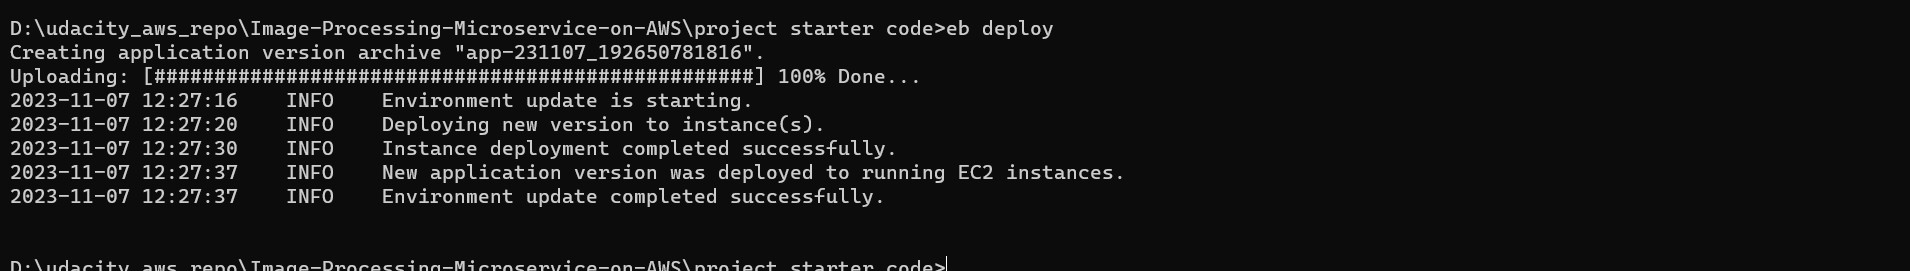 D:\udacity_aws_repo\Image-Processing-Microservice-on-AWS\project starter code>eb deploy
Creating application version archive "app-231107_192650781816".
Uploading: [##################################################] 100% Done...
2023-11-07 12:27:16    INFO    Environment update is starting.
2023-11-07 12:27:20    INFO    Deploying new version to instance(s).
2023-11-07 12:27:30    INFO    Instance deployment completed successfully.
2023-11-07 12:27:37    INFO    New application version was deployed to running EC2 instances.
2023-11-07 12:27:37    INFO    Environment update completed successfully.
D:\udacity_aws_repo\Image-Processing-Microservice-on-AWS\project starter code>